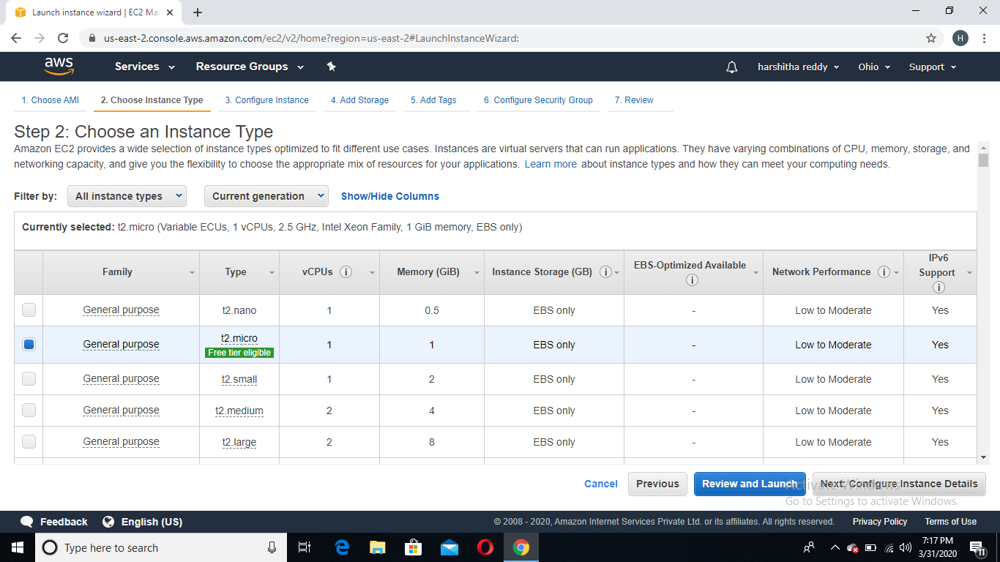 Launch instance wizard | EC2 Ma
us-east-2.console.aws.amazon.com/ec2/v2/home?region=us-east-2#LaunchInstanceWizard:
H
aws Services Resource Groups harshitha reddy Ohio Support
1. Choose AMI 2. Choose Instance Type 3. Configure Instance 4. Add Storage 5. Add Tags 6. Configure Security Group 7. Review
Step 2: Choose an Instance Type
Amazon EC2 provides a wide selection of instance types optimized to fit different use cases. Instances are virtual servers that can run applications. They have varying combinations of CPU, memory, storage, and
networking capacity, and give you the flexibility to choose the appropriate mix of resources for your applications. Learn more about instance types and how they can meet your computing needs.
Filter by: All instance types Current generation Show/Hide Columns
Currently selected: t2.micro (Variable ECUs, 1 vCPUs, 2.5 GHz, Intel Xeon Family, 1 GiB memory, EBS only)
Family Type vCPUs i Memory (GiB) Instance Storage (GB) i EBS-Optimized Available i Network Performance i IPv6 Support i
General purpose t2.nano 1 0.5 EBS only - Low to Moderate Yes
General purpose t2.micro 1 1 EBS only - Low to Moderate Yes
Free tier eligible
General purpose t2.small 1 2 EBS only - Low to Moderate Yes
General purpose t2.medium 2 4 EBS only - Low to Moderate Yes
General purpose t2.large 2 8 EBS only - Low to Moderate Yes
Cancel Previous Review and Launch Next: Configure Instance Details
Activate Windows
Go to Settings to activate Windows.
Feedback English (US) © 2008 - 2020, Amazon Internet Services Private Ltd. or its affiliates. All rights reserved. Privacy Policy Terms of Use
Type here to search
7:17 PM
3/31/2020
11